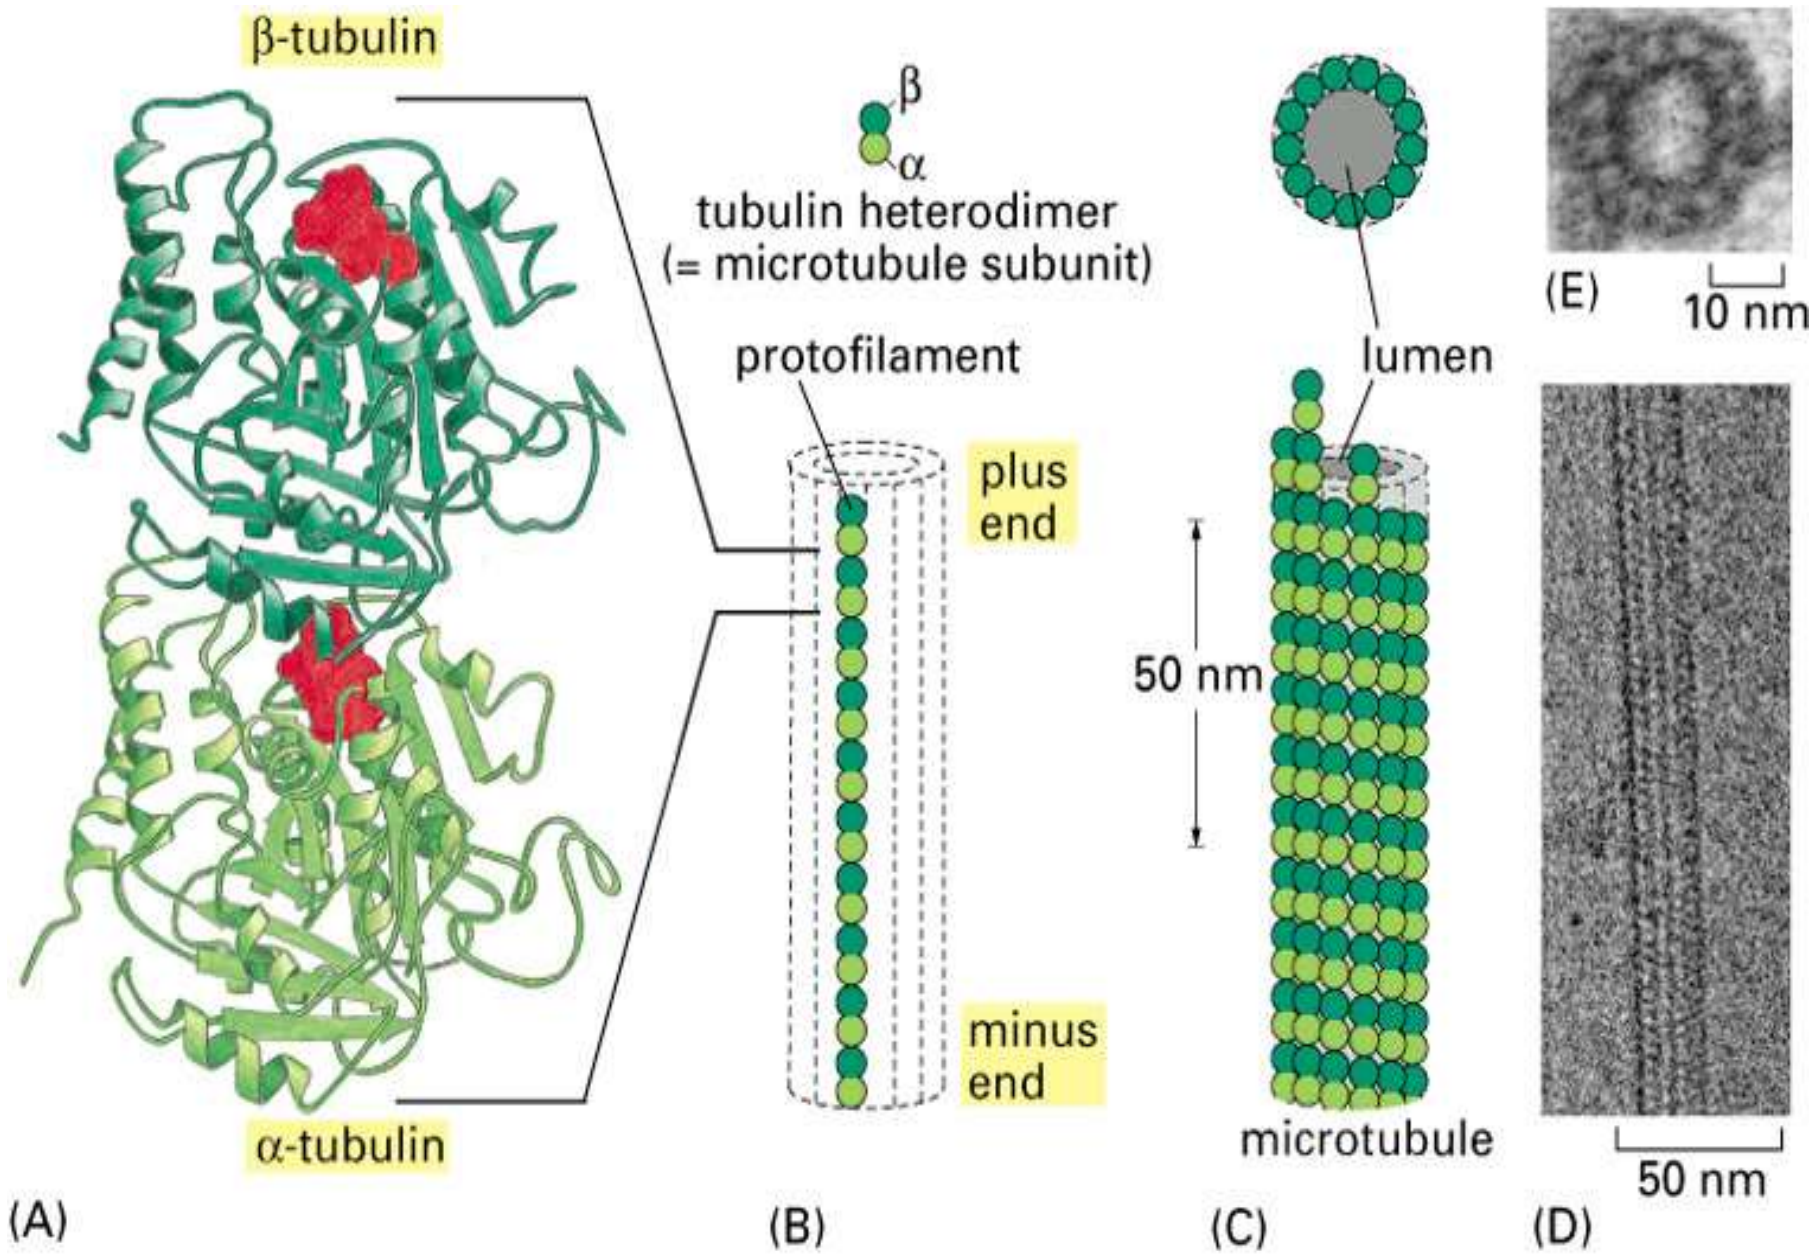 β-tubulin
α-tubulin
(A)
β
α
tubulin heterodimer
(= microtubule subunit)
protofilament
plus
end
minus
end
(B)
lumen
50 nm
microtubule
(C)
(E)
10 nm
50 nm
(D)